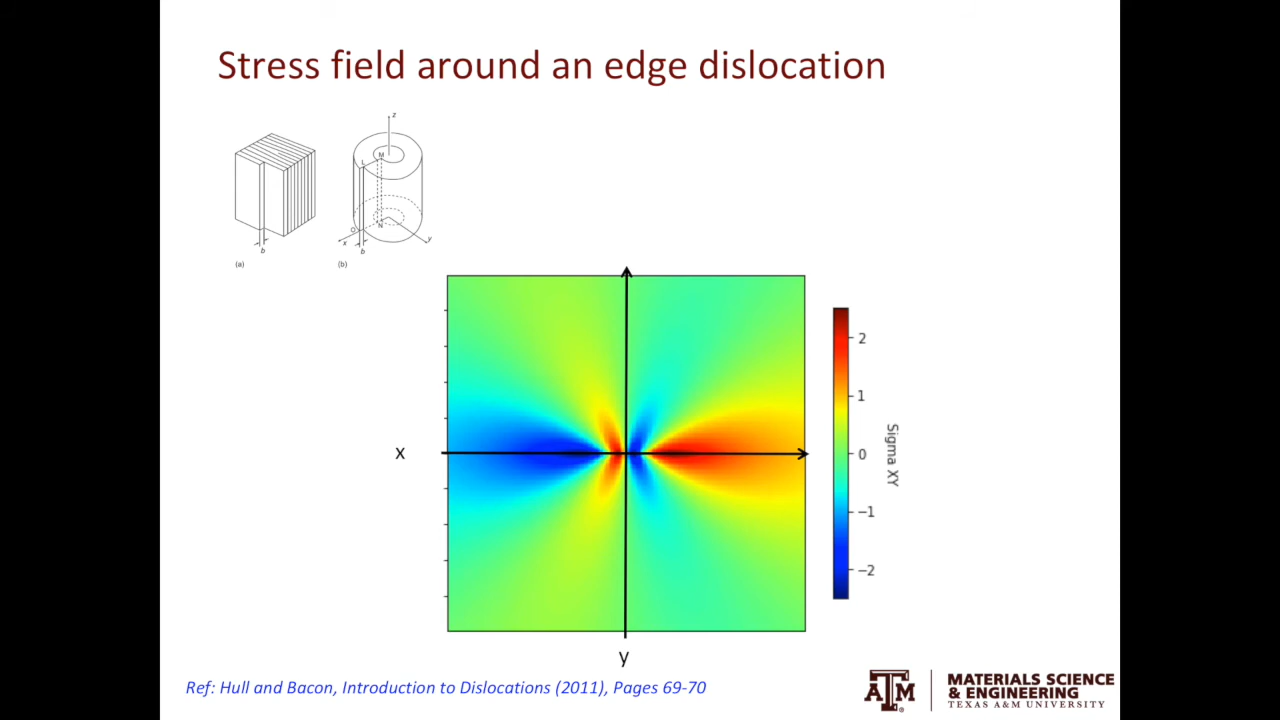 Stress field around an edge dislocation
z
M
L
N
O
x
y
b
b
(a)
(b)
2
1
0
−1
−2
Sigma XY
x
y
Ref: Hull and Bacon, Introduction to Dislocations (2011), Pages 69-70
ATM
MATERIALS SCIENCE
& ENGINEERING
TEXAS A&M UNIVERSITY